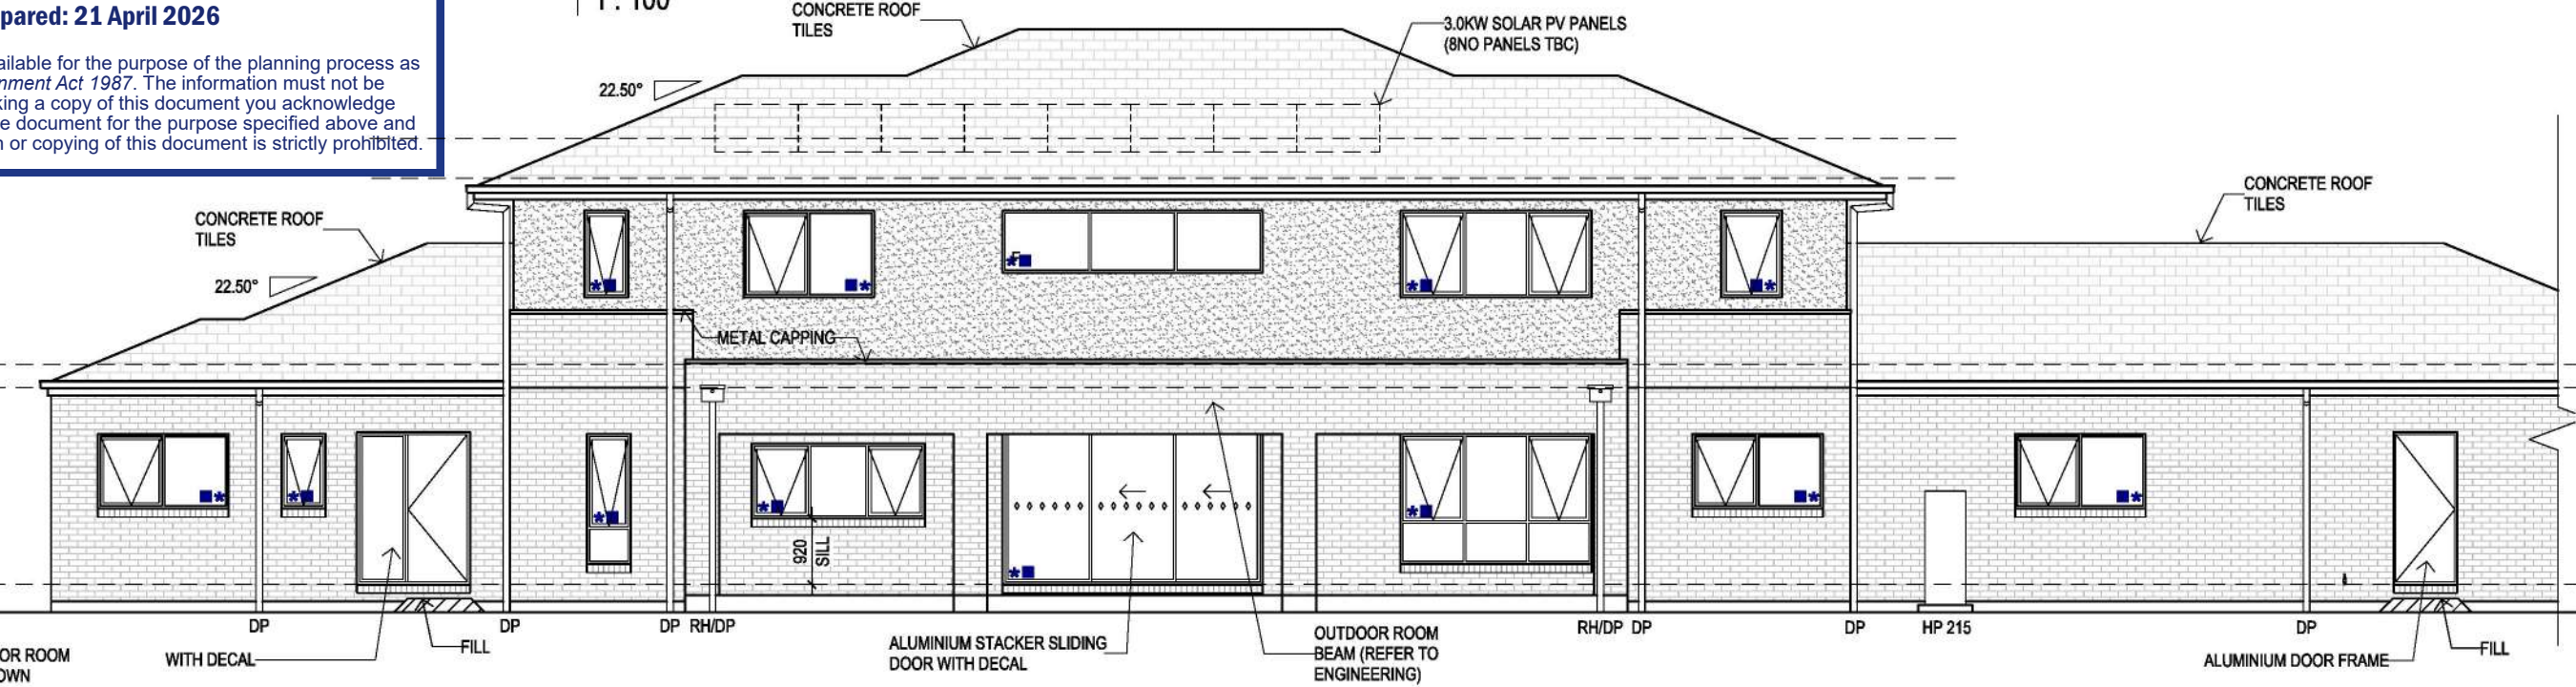 pared: 21 April 2026
ailable for the purpose of the planning process as
nment Act 1987. The information must not be
king a copy of this document you acknowledge
e document for the purpose specified above and
n or copying of this document is strictly prohibited.
1 : 100
CONCRETE ROOF
TILES
3.0KW SOLAR PV PANELS
(8NO PANELS TBC)
22.50°
CONCRETE ROOF
TILES
CONCRETE ROOF
TILES
22.50°
F
METAL CAPPING
920
SILL
DP
DP
DP RH/DP
RH/DP DP
DP
HP 215
DP
OR ROOM
OWN
WITH DECAL
FILL
ALUMINIUM STACKER SLIDING
DOOR WITH DECAL
OUTDOOR ROOM
BEAM (REFER TO
ENGINEERING)
ALUMINIUM DOOR FRAME
FILL